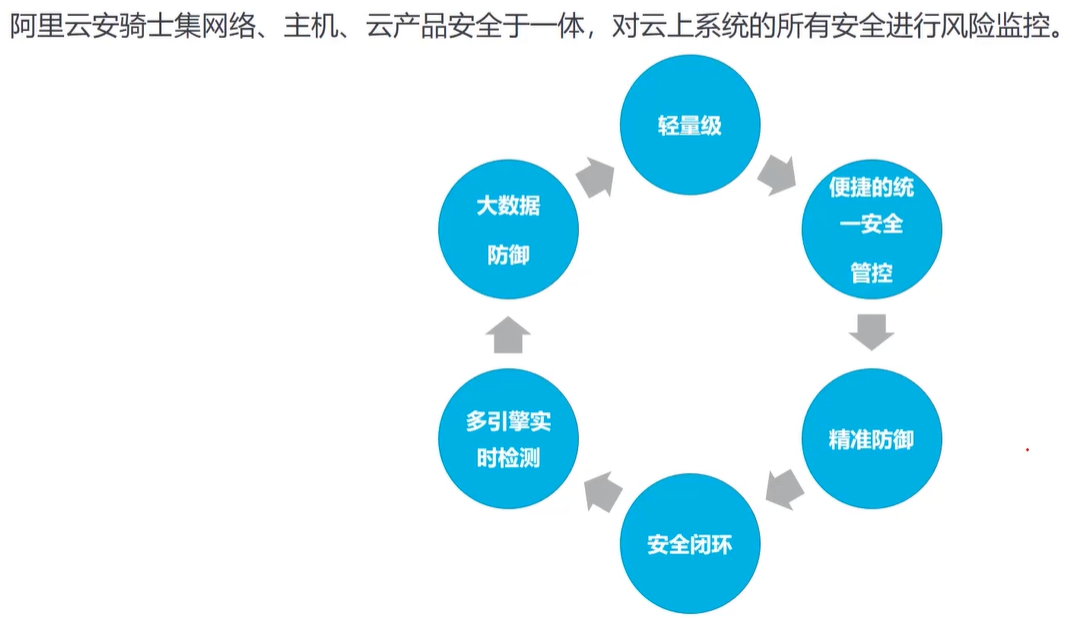 阿里云安骑士集网络、主机、云产品安全于一体，对云上系统的所有安全进行风险监控。
轻量级
便捷的统
一安全
管控
精准防御
安全闭环
多引擎实
时检测
大数据
防御